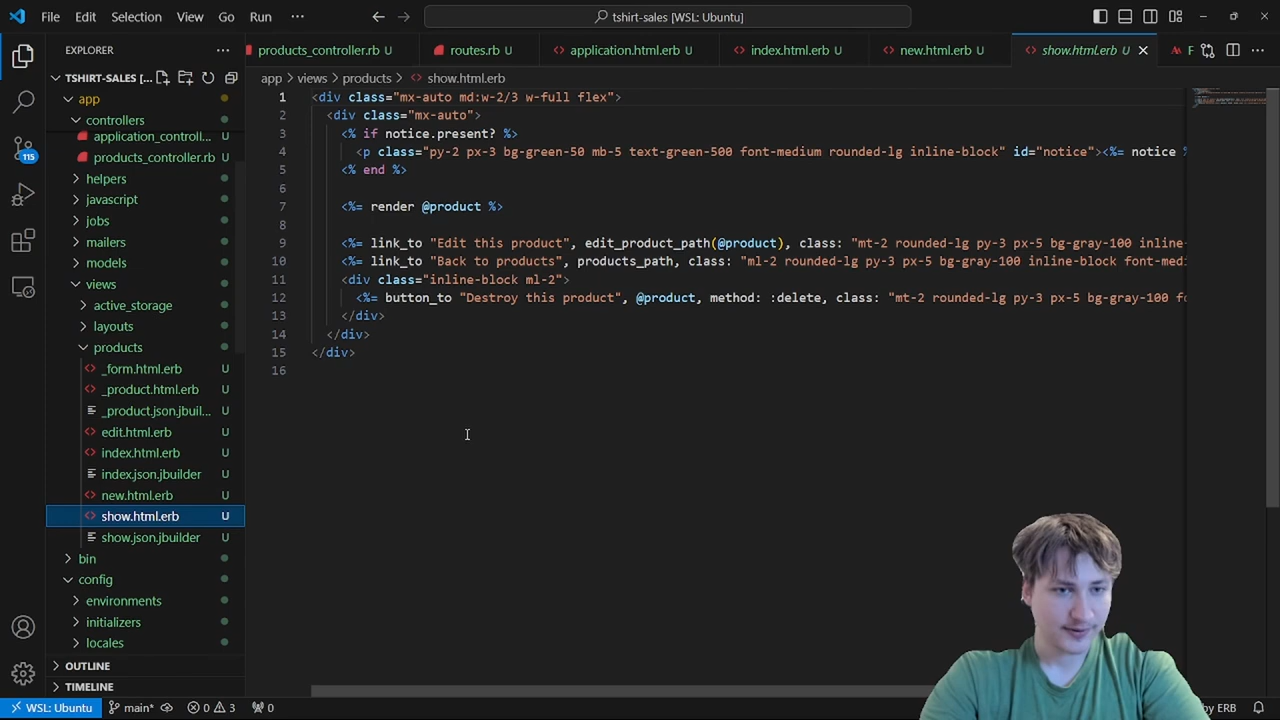 File Edit Selection View Go Run ··· tshirt-sales [WSL: Ubuntu]
EXPLORER ···
products_controller.rb U routes.rb U application.html.erb U index.html.erb U new.html.erb U show.html.erb U F
TSHIRT-SALES [...
app > views > products > show.html.erb
app
controllers
application_controll...
products_controller.rb U
helpers
javascript
jobs
mailers
models
views
active_storage
layouts
products
_form.html.erb U
_product.html.erb U
_product.json.jbuil... U
edit.html.erb U
index.html.erb U
index.json.jbuilder U
new.html.erb U
show.html.erb U
show.json.jbuilder U
bin
config
environments
initializers
locales
OUTLINE
TIMELINE
115
1 <div class="mx-auto md:w-2/3 w-full flex">
2 <div class="mx-auto">
3 <% if notice.present? %>
4 <p class="py-2 px-3 bg-green-50 mb-5 text-green-500 font-medium rounded-lg inline-block" id="notice"><%= notice %
5 <% end %>
6
7 <%= render @product %>
8
9 <%= link_to "Edit this product", edit_product_path(@product), class: "mt-2 rounded-lg py-3 px-5 bg-gray-100 inline-
10 <%= link_to "Back to products", products_path, class: "ml-2 rounded-lg py-3 px-5 bg-gray-100 inline-block font-medi
11 <div class="inline-block ml-2">
12 <%= button_to "Destroy this product", @product, method: :delete, class: "mt-2 rounded-lg py-3 px-5 bg-gray-100 fo
13 </div>
14 </div>
15 </div>
16
WSL: Ubuntu main* 0 3 0 by ERB